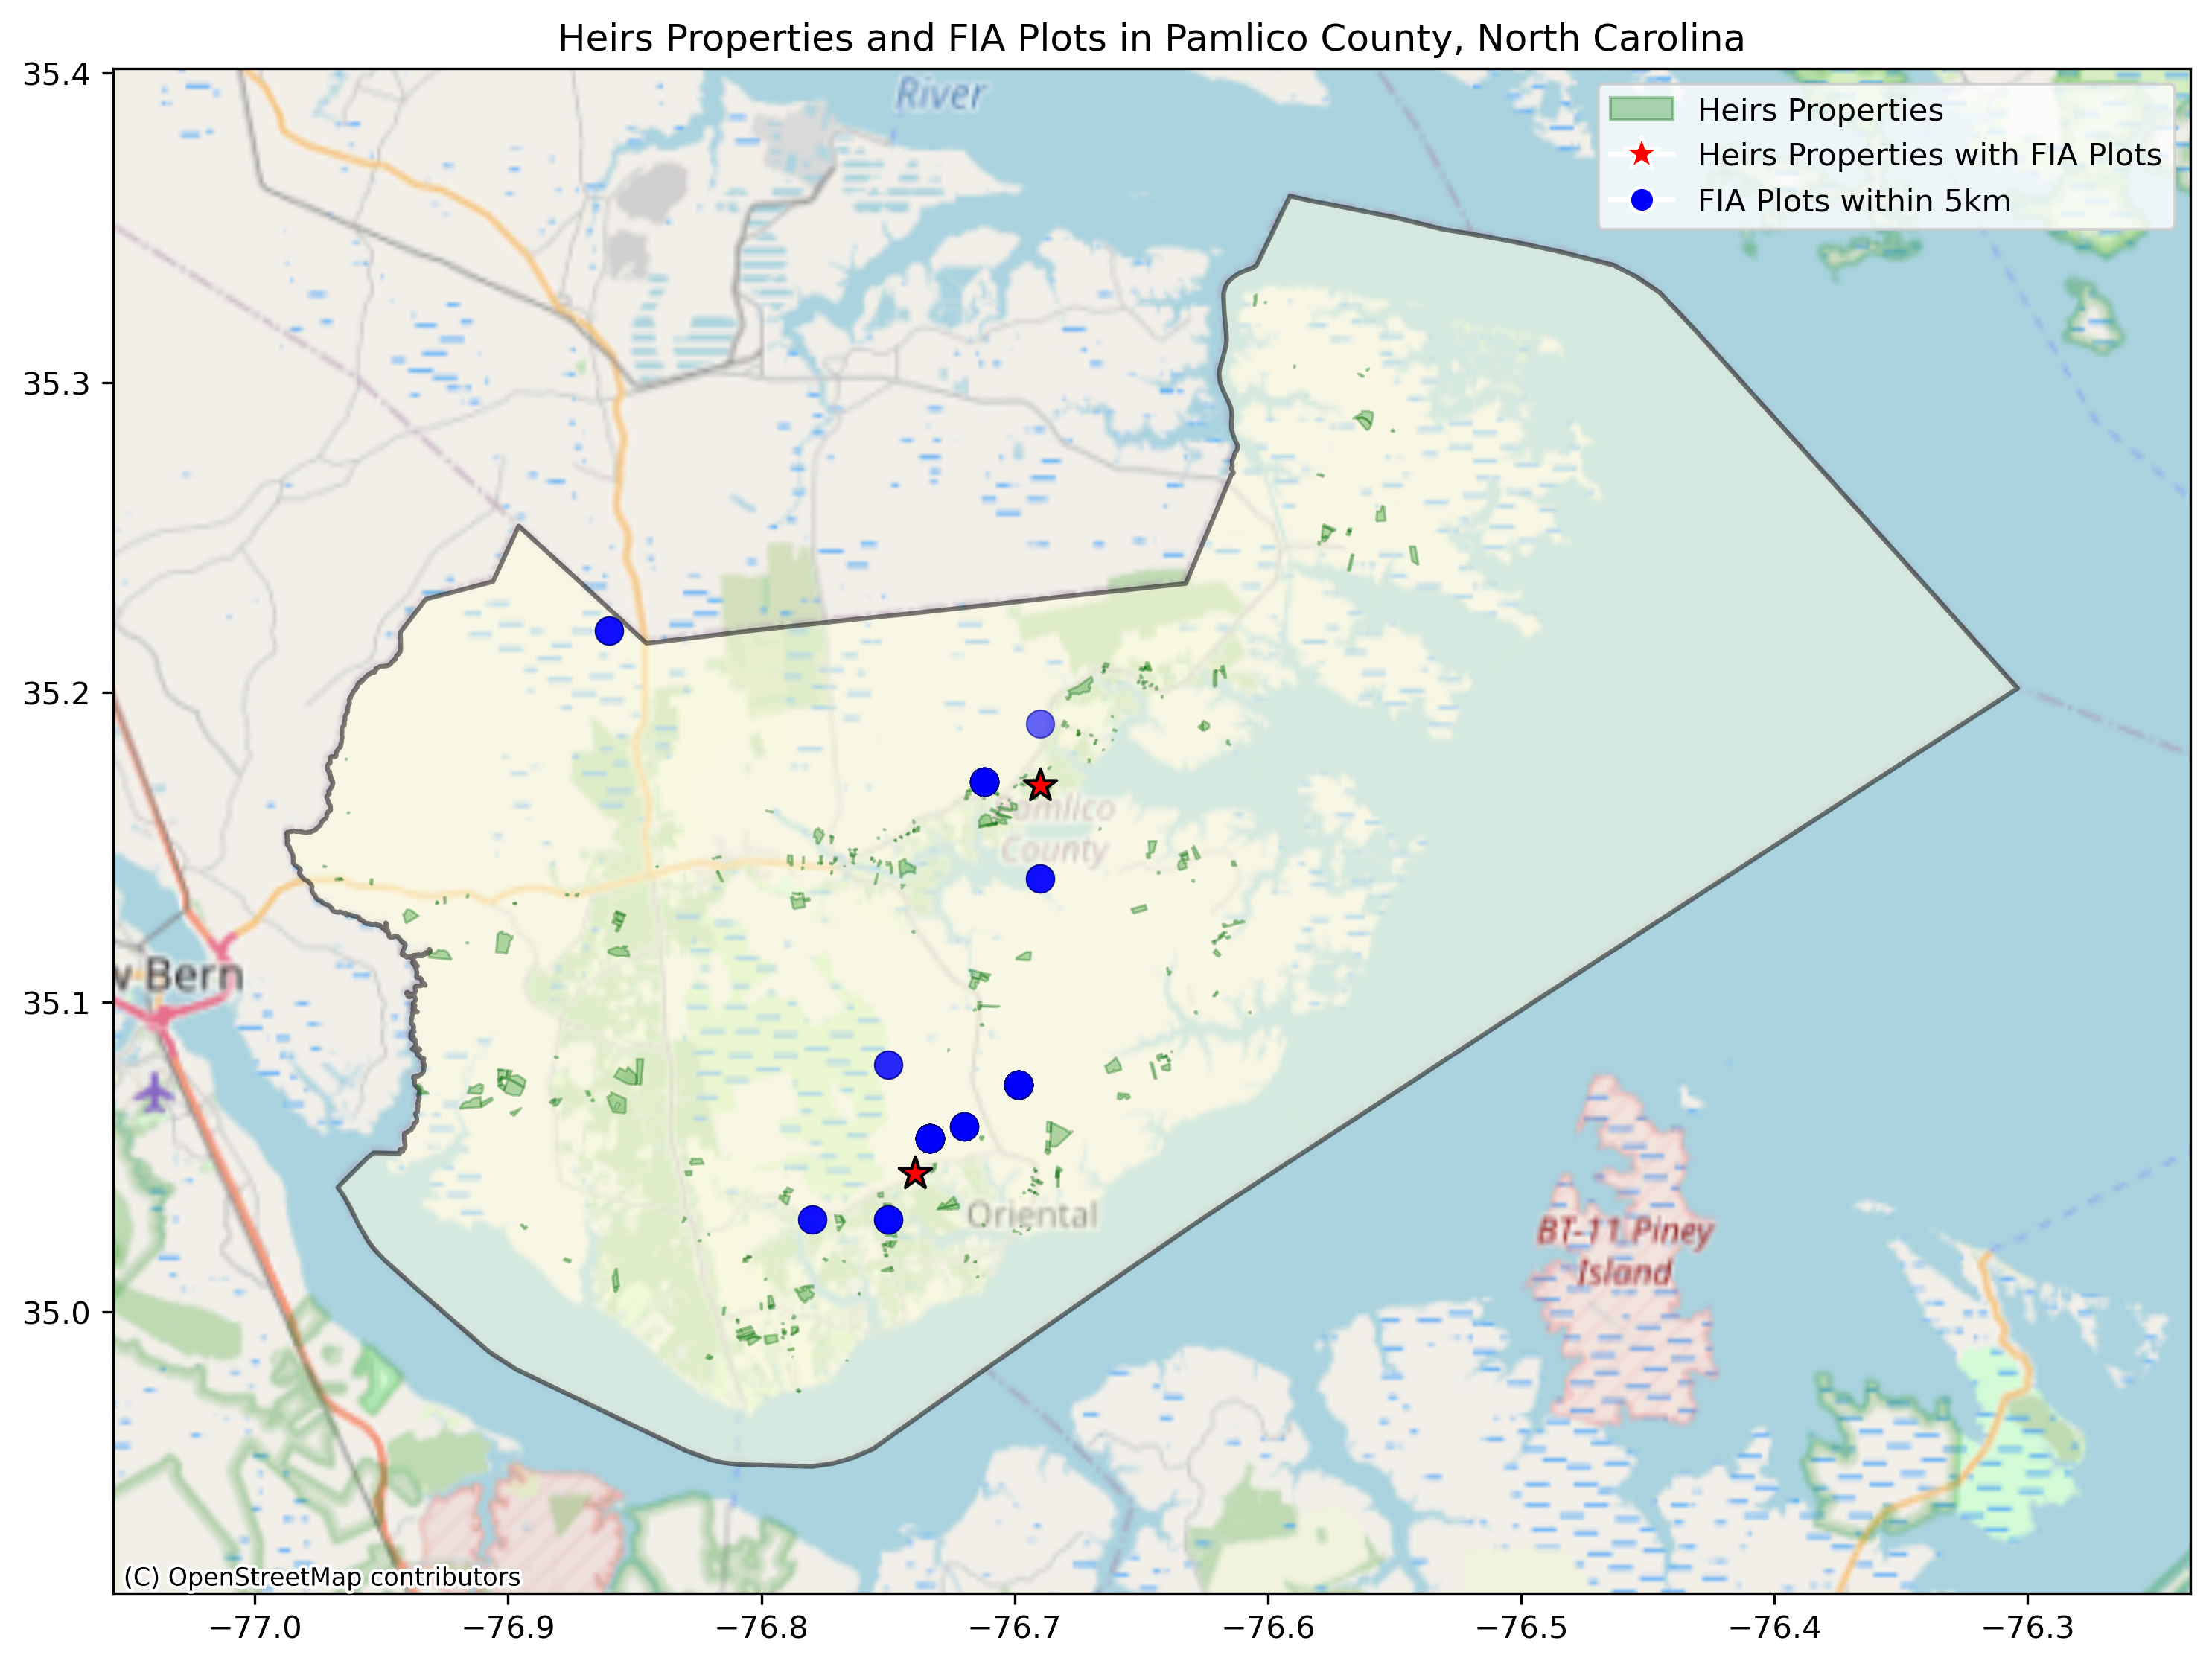 Heirs Properties and FIA Plots in Pamlico County, North Carolina
35.4
35.3
35.2
35.1
35.0
River
Heirs Properties
Heirs Properties with FIA Plots
FIA Plots within 5km
Pamlico
County
w Bern
Oriental
BT-11 Piney
Island
(C) OpenStreetMap contributors
−77.0
−76.9
−76.8
−76.7
−76.6
−76.5
−76.4
−76.3